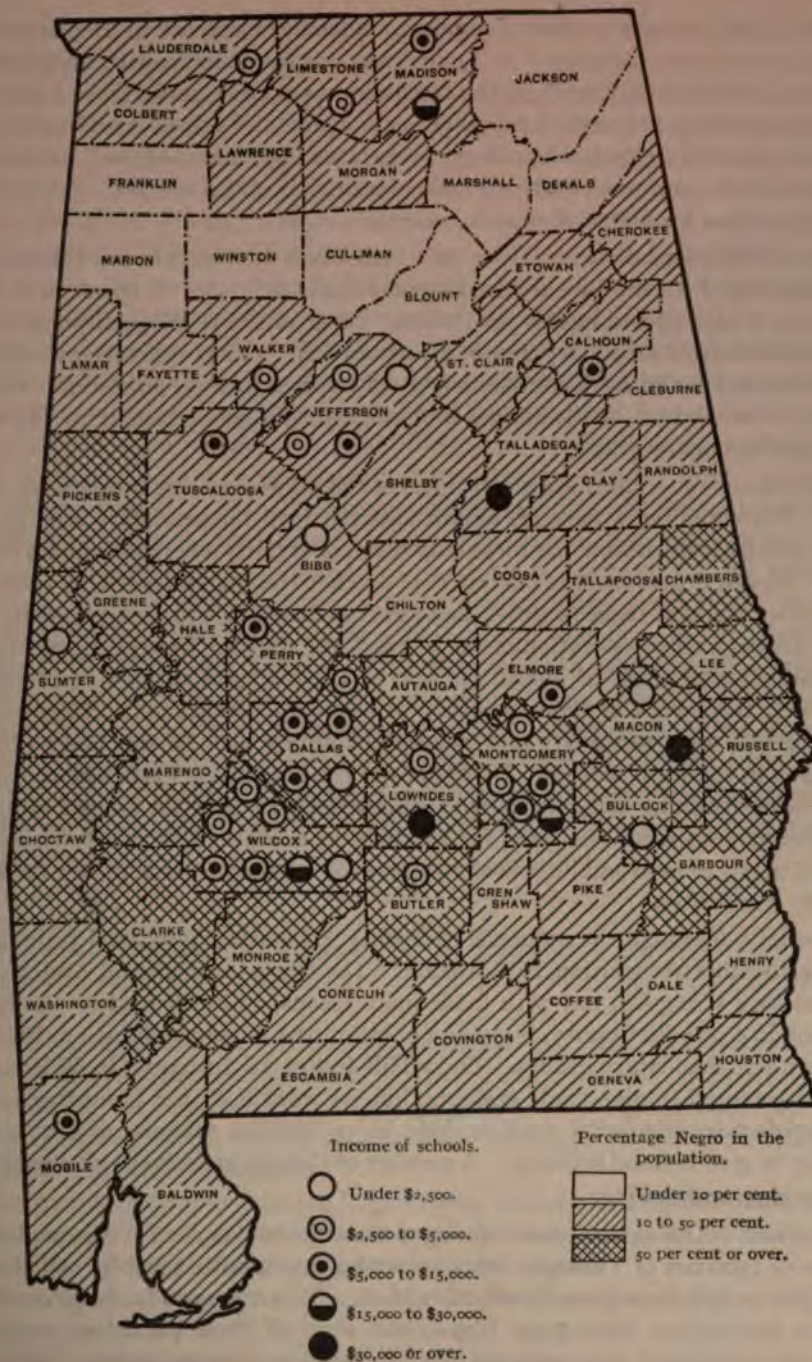 LAUDERDALE
LIMESTONE
MADISON
JACKSON
COLBERT
LAWRENCE
MORGAN
MARSHALL
DEKALB
FRANKLIN
CHEROKEE
MARION
WINSTON
CULLMAN
ETOWAH
BLOUNT
LAMAR
FAYETTE
WALKER
ST. CLAIR
CALHOUN
CLEBURNE
JEFFERSON
TALLADEGA
PICKENS
TUSCALOOSA
SHELBY
CLAY
RANDOLPH
BIBB
GREENE
HALE
CHILTON
COOSA
TALLAPOOSA
CHAMBERS
SUMTER
PERRY
AUTAUGA
ELMORE
LEE
MACON
DALLAS
MONTGOMERY
RUSSELL
MARENGO
LOWNDES
BULLOCK
CHOCTAW
WILCOX
BARBOUR
BUTLER
CREN
SHAW
PIKE
CLARKE
MONROE
HENRY
WASHINGTON
CONECUH
COFFEE
DALE
COVINGTON
HOUSTON
ESCAMBIA
GENEVA
MOBILE
BALDWIN
Income of schools.
Under $2,500.
$2,500 to $5,000.
$5,000 to $15,000.
$15,000 to $30,000.
$30,000 or over.
Percentage Negro in the
population.
Under 10 per cent.
10 to 50 per cent.
50 per cent or over.